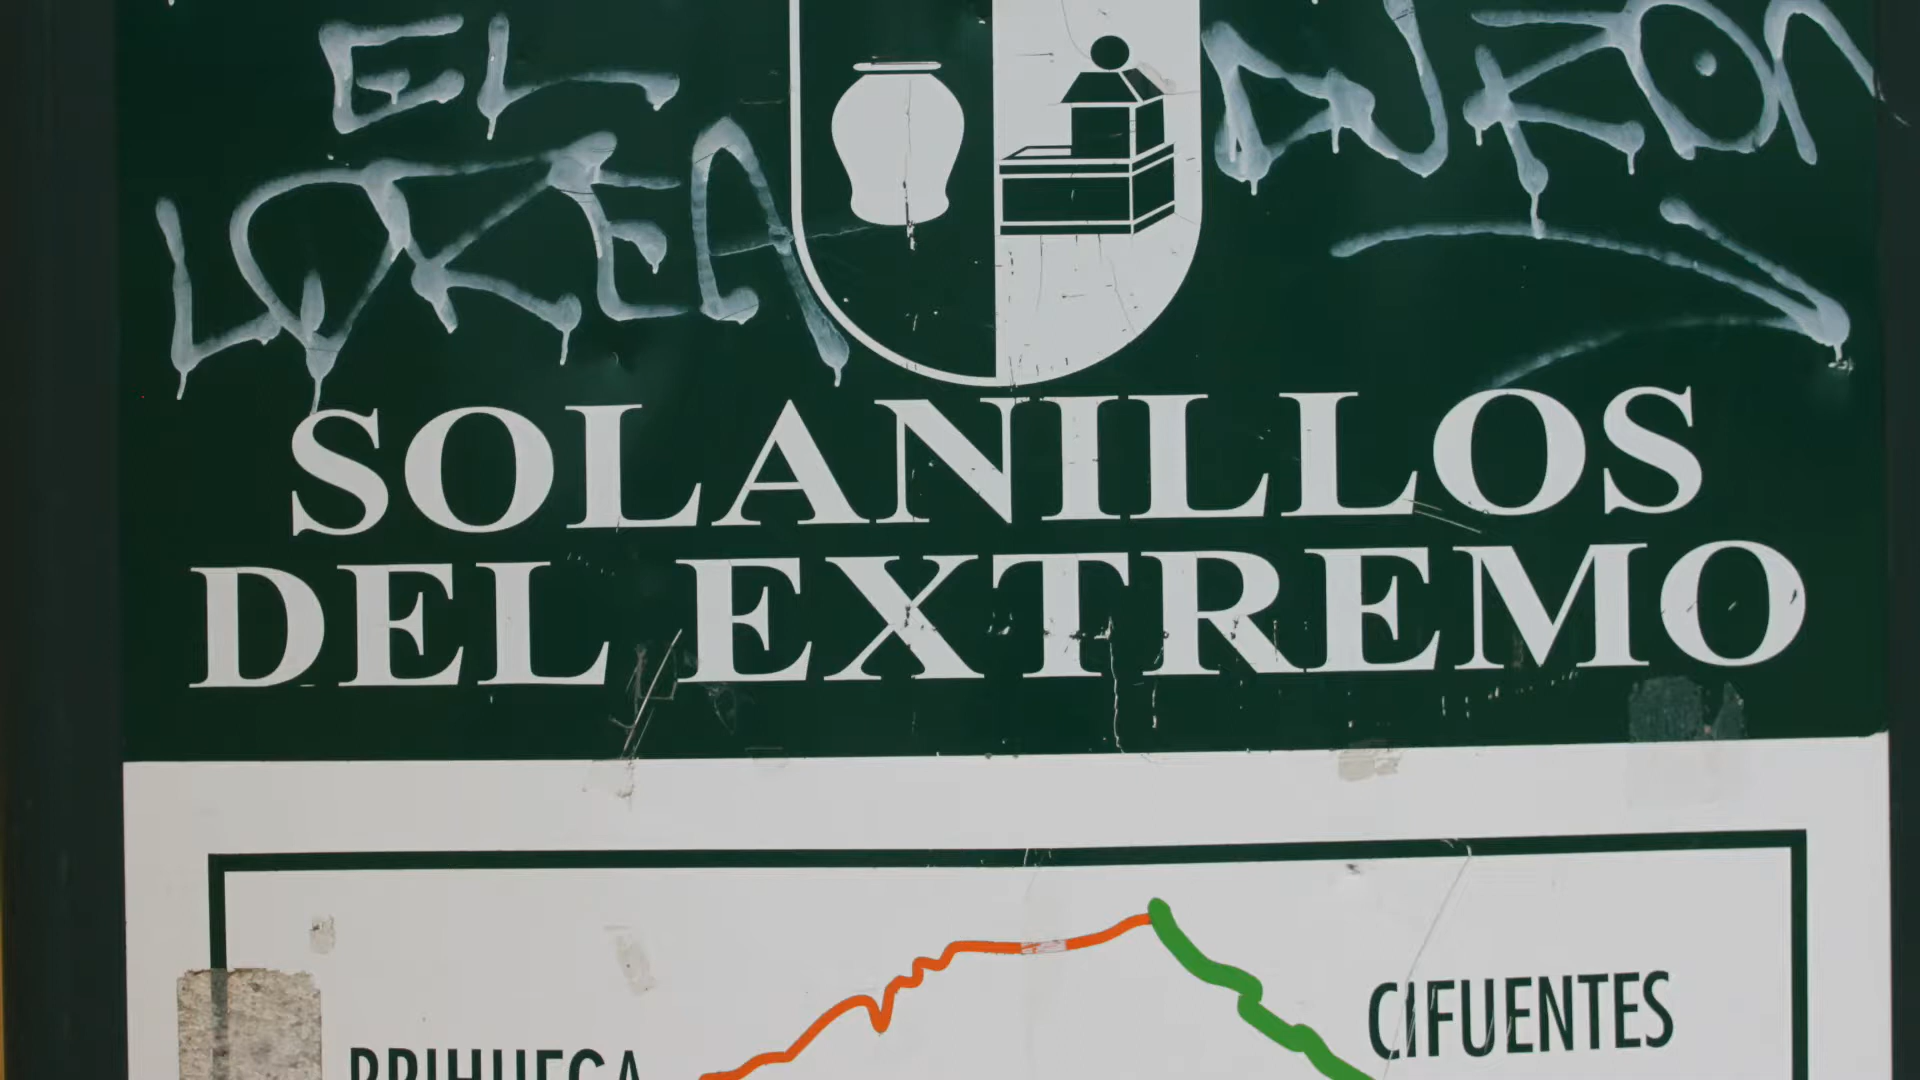 EL
LOKEA
SOLANILLOS
DEL EXTREMO
CIFUENTES
BRIHUEGA